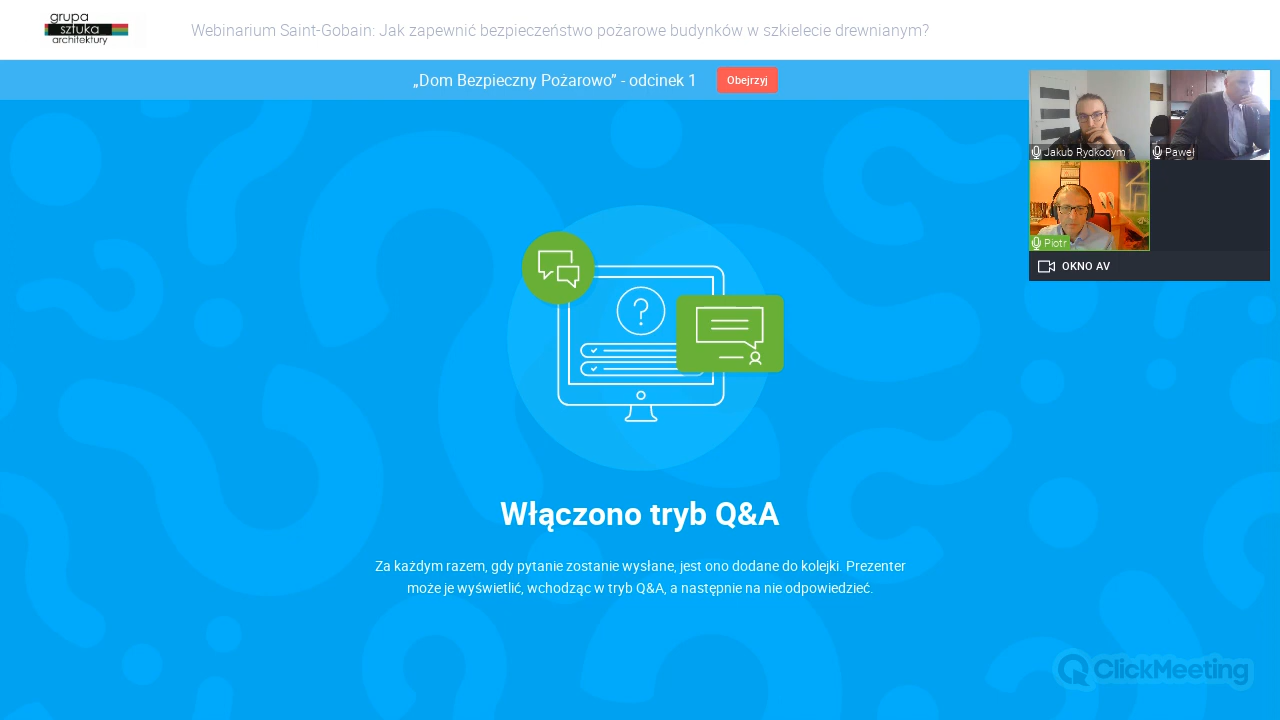 grupa
sztuka
architektury
Webinarium Saint-Gobain: Jak zapewnić bezpieczeństwo pożarowe budynków w szkielecie drewnianym?
„Dom Bezpieczny Pożarowo” - odcinek 1
Obejrzyj
Jakub Rydkodym
Paweł
Piotr
OKNO AV
Włączono tryb Q&A
Za każdym razem, gdy pytanie zostanie wysłane, jest ono dodane do kolejki. Prezenter
może je wyświetlić, wchodząc w tryb Q&A, a następnie na nie odpowiedzieć.
ClickMeeting